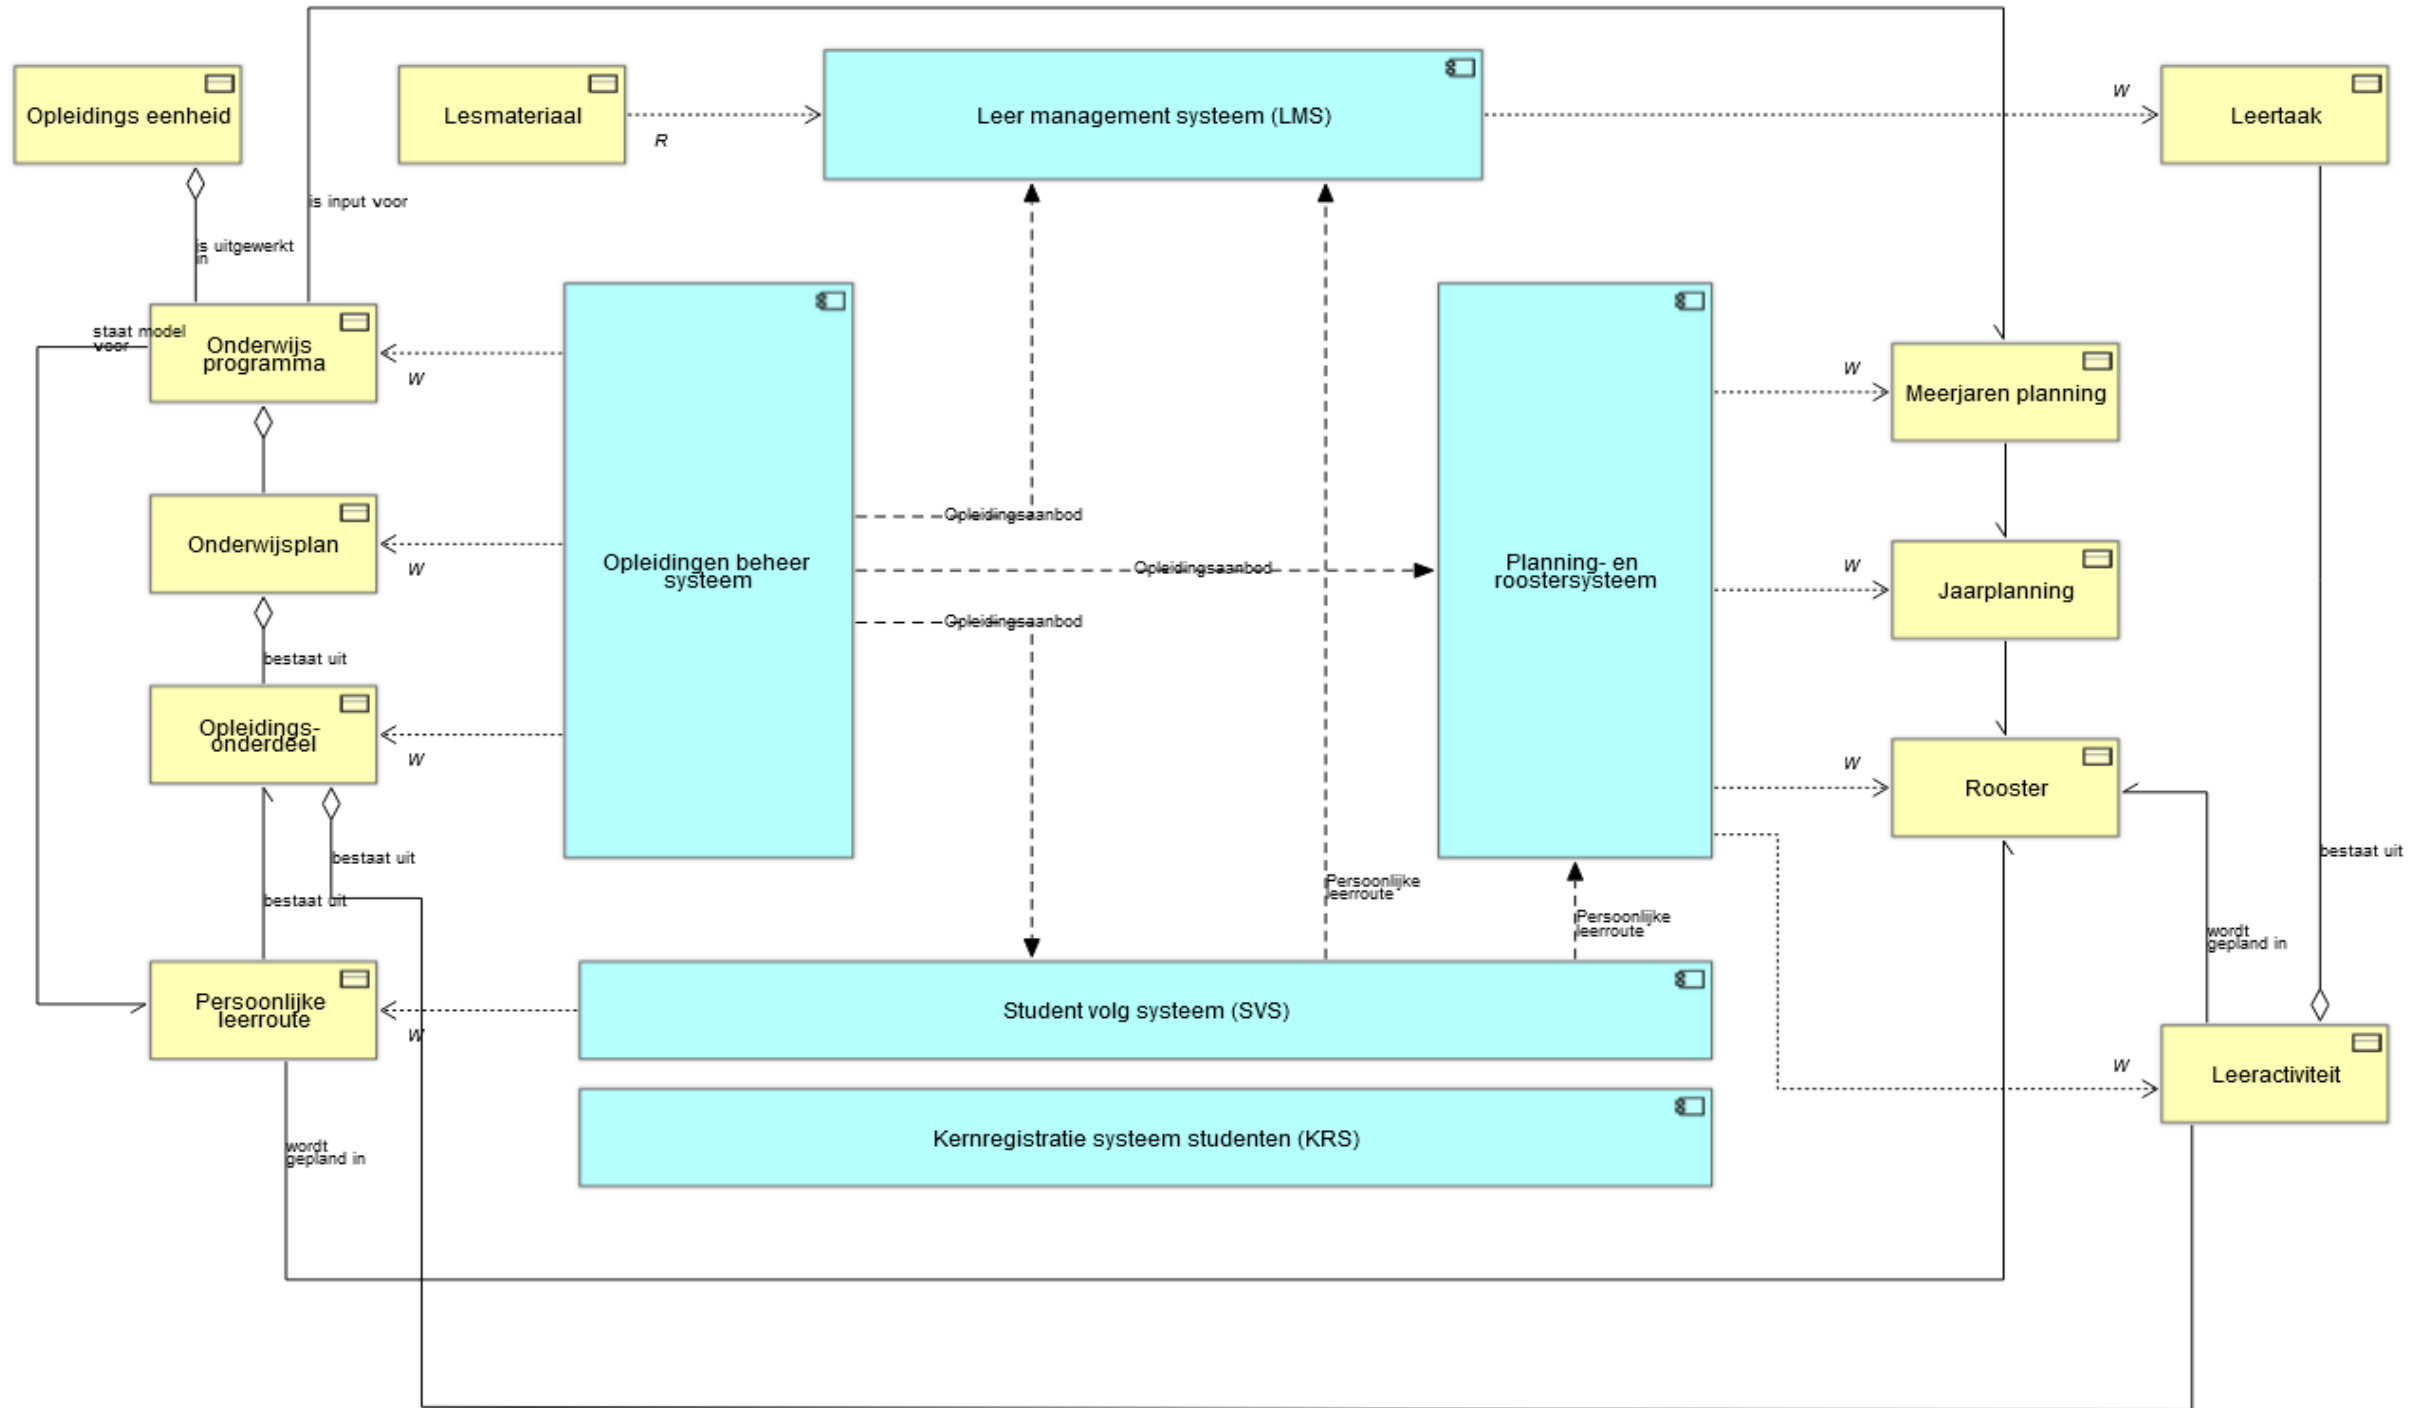 Opleidings eenheid
Lesmateriaal
R
Leer management systeem (LMS)
W
Leertaak
is input voor
is uitgewerkt
in
staat model
voor
Onderwijs
programma
W
W
Meerjaren planning
Onderwijsplan
W
Opleidingsaanbod
Opleidingen beheer
systeem
Opleidingsaanbod
Opleidingsaanbod
Planning- en
roostersysteem
W
Jaarplanning
bestaat uit
Opleidings-
onderdeel
W
W
Rooster
bestaat uit
bestaat uit
Persoonlijke
leerroute
Persoonlijke
leerroute
bestaat uit
wordt
gepland in
Persoonlijke
leerroute
W
Student volg systeem (SVS)
W
Leeractiviteit
wordt
gepland in
Kernregistratie systeem studenten (KRS)